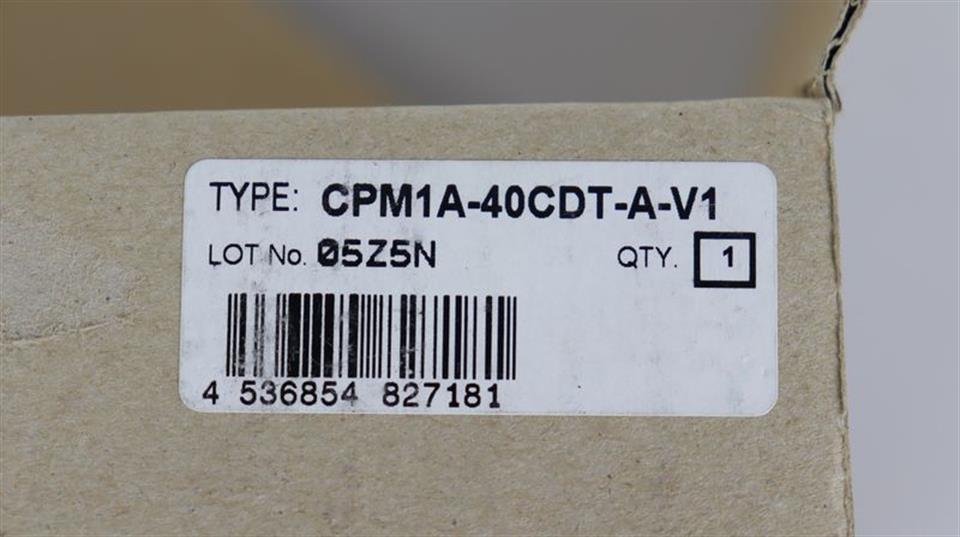 TYPE: CPM1A-40CDT-A-V1
LOT No. 05Z5N QTY. 1
4 536854 827181